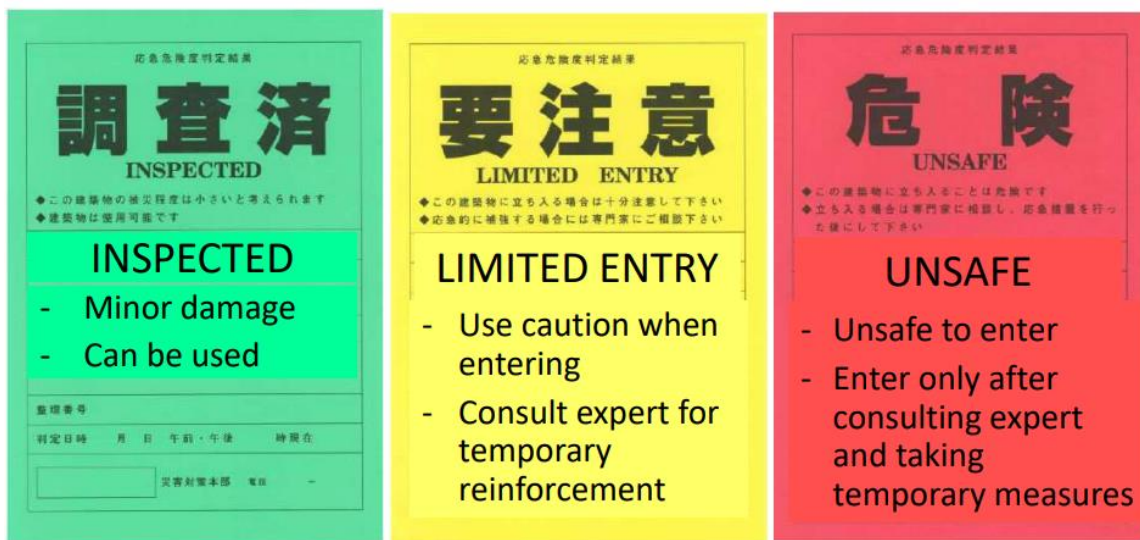 応急危険度判定結果
調査済
INSPECTED
◆この建築物の被災程度は小さいと考えられます
◆建築物は使用可能です
INSPECTED
- Minor damage
- Can be used
整理番号
判定日時 月 日 午前・午後 時現在
災害対策本部 電話 -
応急危険度判定結果
要注意
LIMITED ENTRY
◆この建築物に立ち入る場合は十分注意して下さい
◆応急的に補強する場合には専門家にご相談下さい
LIMITED ENTRY
- Use caution when
entering
- Consult expert for
temporary
reinforcement
応急危険度判定結果
危険
UNSAFE
◆この建築物に立ち入ることは危険です
◆立ち入る場合は専門家に相談し、応急措置を行っ
た後にして下さい
UNSAFE
- Unsafe to enter
- Enter only after
consulting expert
and taking
temporary measures